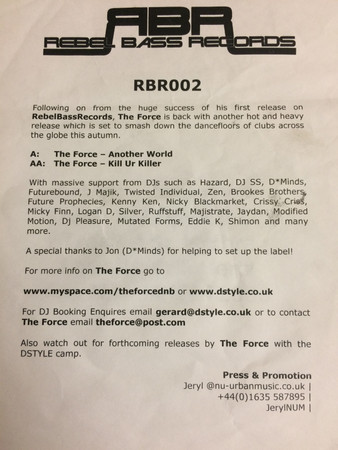 RBR
REBEL BASS RECORDS
RBR002
Following on from the huge success of his first release on
RebelBassRecords, The Force is back with another hot and heavy
release which is set to smash down the dancefloors of clubs across
the globe this autumn.
A: The Force – Another World
AA: The Force – Kill Ur Killer
With massive support from DJs such as Hazard, DJ SS, D*Minds,
Futurebound, J Majik, Twisted Individual, Zen, Brookes Brothers,
Future Prophecies, Kenny Ken, Nicky Blackmarket, Crissy Criss,
Micky Finn, Logan D, Silver, Ruffstuff, Majistrate, Jaydan, Modified
Motion, DJ Pleasure, Mutated Forms, Eddie K, Shimon and many
more.
A special thanks to Jon (D*Minds) for helping to set up the label!
For more info on The Force go to
www.myspace.com/theforcednb or www.dstyle.co.uk
For DJ Booking Enquires email gerard@dstyle.co.uk or to contact
The Force email theforce@post.com
Also watch out for forthcoming releases by The Force with the
DSTYLE camp.
Press & Promotion
Jeryl @nu-urbanmusic.co.uk |
+44(0)1635 587895 |
JerylNUM |